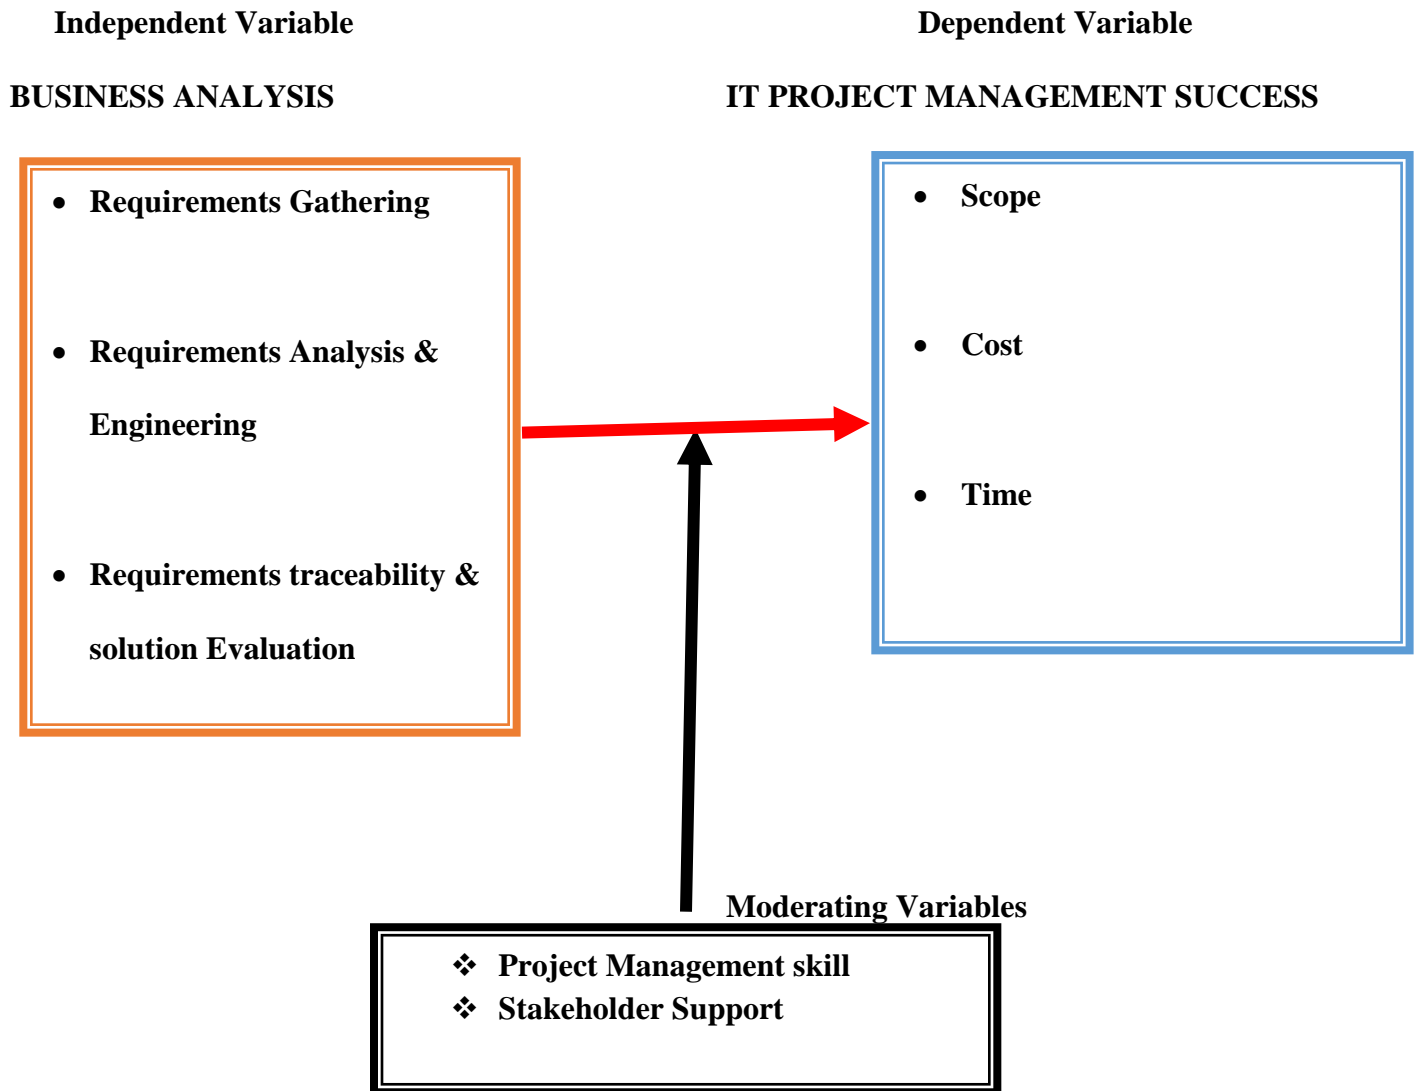 Independent Variable
Dependent Variable
BUSINESS ANALYSIS
IT PROJECT MANAGEMENT SUCCESS
• Requirements Gathering
• Requirements Analysis &
Engineering
• Requirements traceability &
solution Evaluation
• Scope
• Cost
• Time
Moderating Variables
❖ Project Management skill
❖ Stakeholder Support